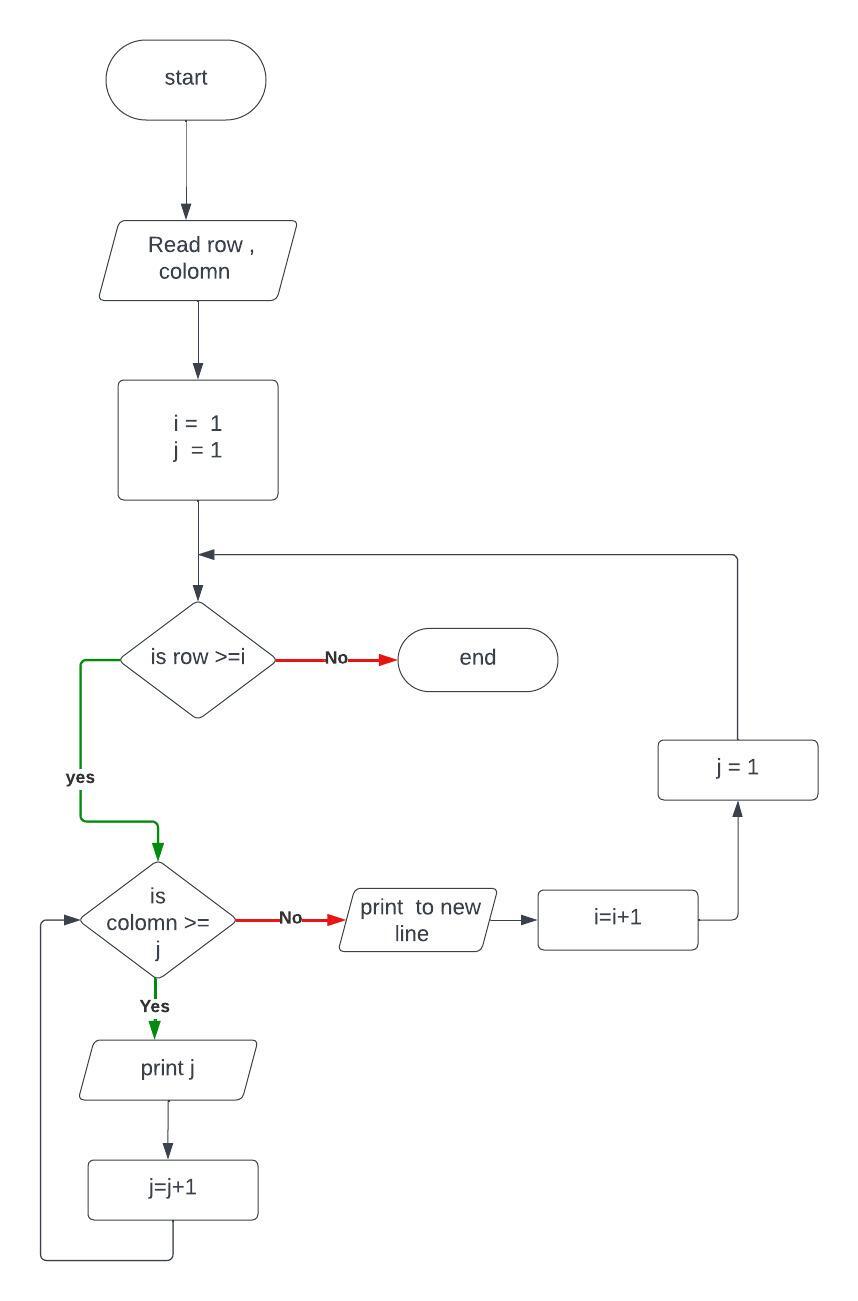 start
Read row ,
colomn
i = 1
j = 1
is row >=i
No
end
yes
j = 1
is
colomn >=
j
No
print to new
line
i=i+1
Yes
print j
j=j+1